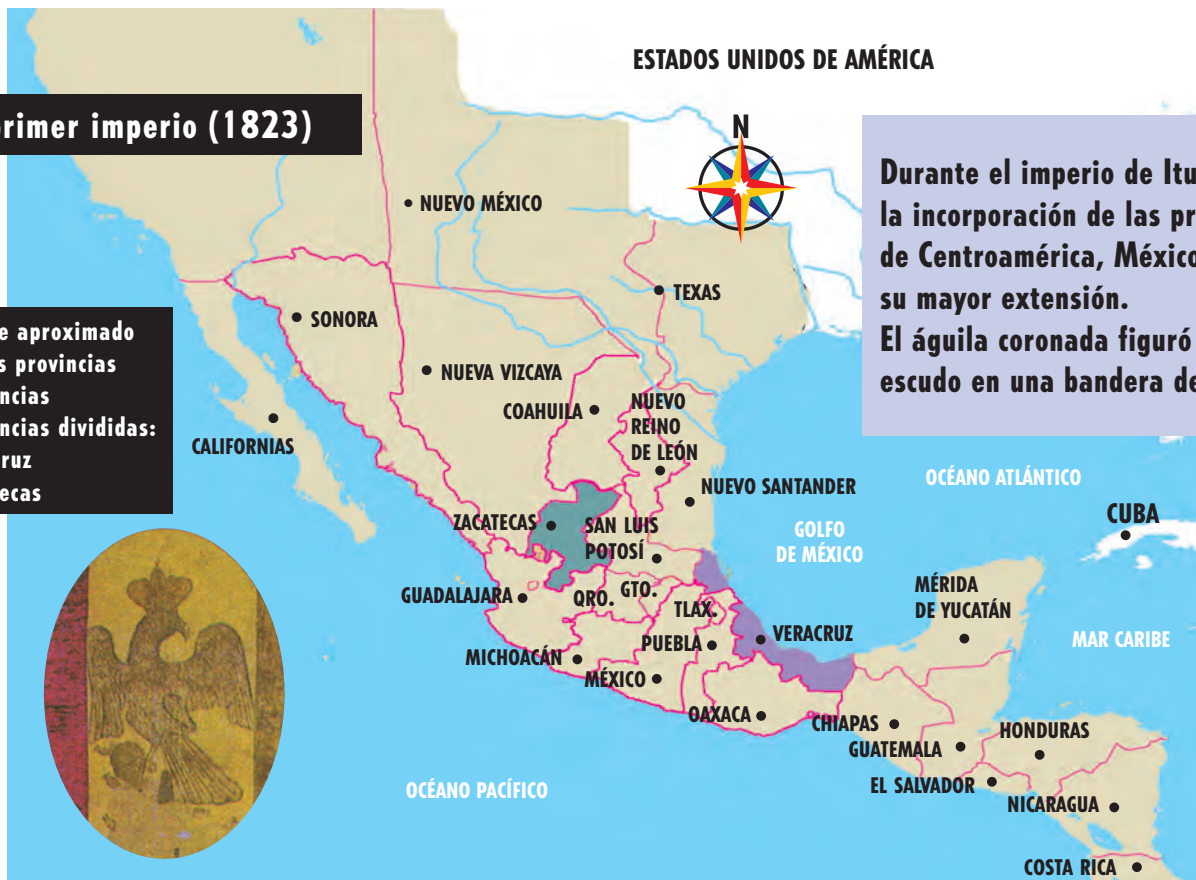 ESTADOS UNIDOS DE AMÉRICA
primer imperio (1823)
N
Durante el imperio de Itu
la incorporación de las pr
de Centroamérica, México
su mayor extensión.
El águila coronada figuró
escudo en una bandera de
NUEVO MÉXICO
TEXAS
SONORA
e aproximado
s provincias
ncias
ncias divididas:
ruz
ecas
NUEVA VIZCAYA
COAHUILA
NUEVO
REINO
DE LEÓN
CALIFORNIAS
NUEVO SANTANDER
OCÉANO ATLÁNTICO
CUBA
ZACATECAS
SAN LUIS
POTOSÍ
GOLFO
DE MÉXICO
GUADALAJARA
QRO.
GTO.
TLAX.
MÉRIDA
DE YUCATÁN
PUEBLA
VERACRUZ
MAR CARIBE
MICHOACÁN
MÉXICO
OAXACA
CHIAPAS
HONDURAS
GUATEMALA
EL SALVADOR
OCÉANO PACÍFICO
NICARAGUA
COSTA RICA